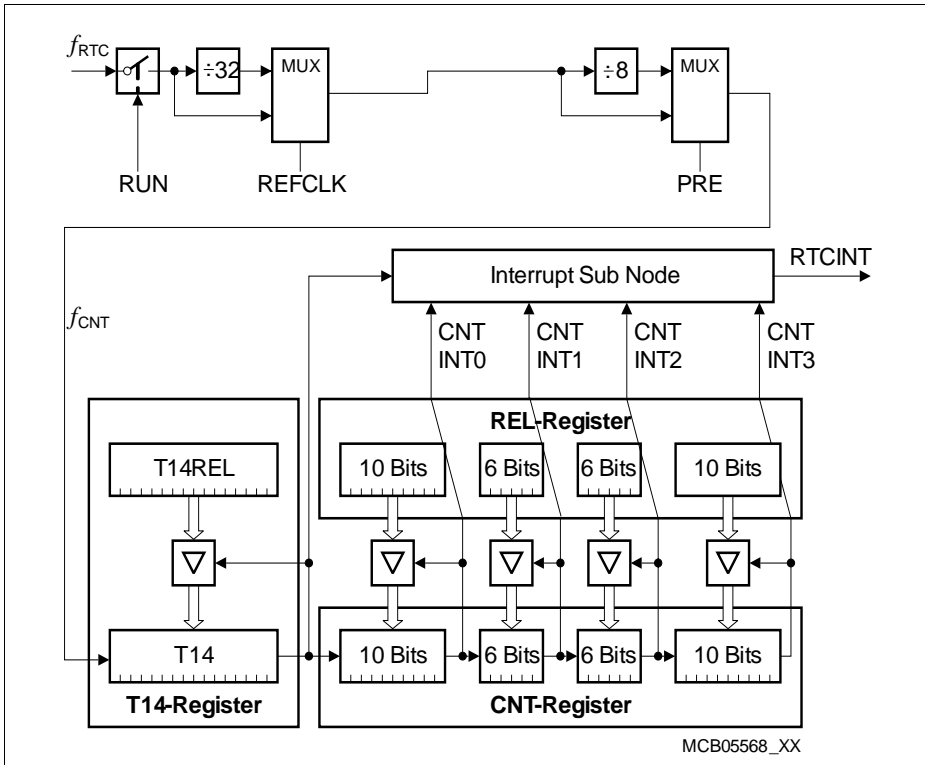 fRTC
÷32
MUX
÷8
MUX
RUN
REFCLK
PRE
Interrupt Sub Node
RTCINT
fCNT
CNT INT0
CNT INT1
CNT INT2
CNT INT3
REL-Register
T14REL
10 Bits
6 Bits
6 Bits
10 Bits
T14
10 Bits
6 Bits
6 Bits
10 Bits
T14-Register
CNT-Register
MCB05568_XX